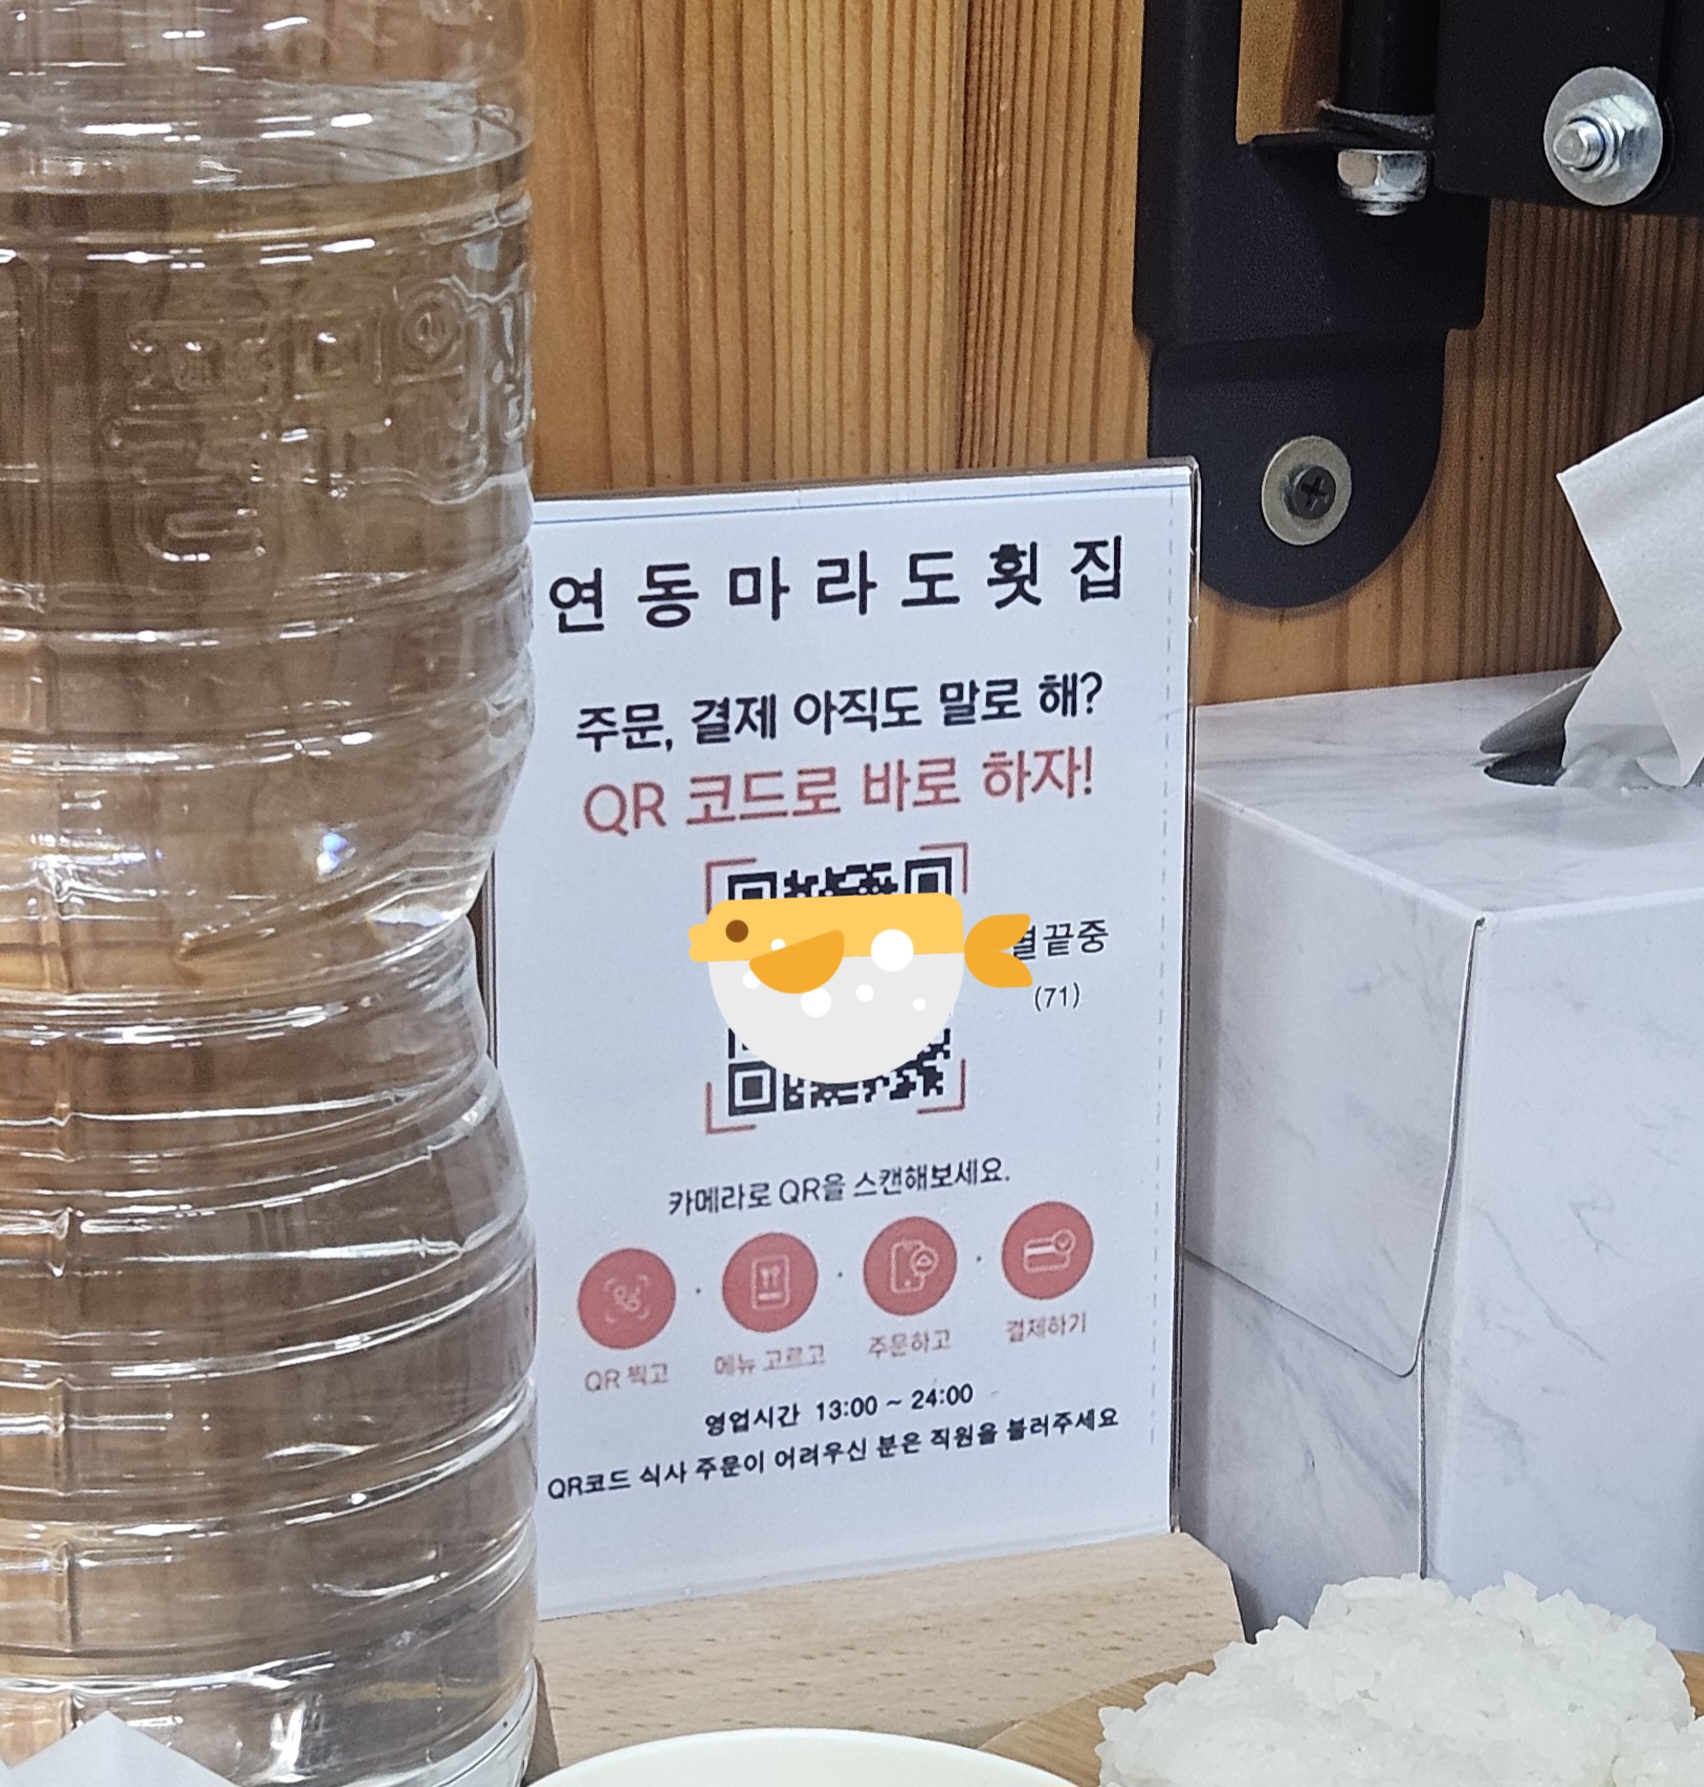 연동마라도횟집
주문, 결제 아직도 말로 해?
QR 코드로 바로 하자!
끝중
(71)
카메라로 QR을 스캔해보세요.
QR 찍고
메뉴 고르고
주문하고
결제하기
영업시간 13:00 ~ 24:00
QR코드 식사 주문이 어려우신 분은 직원을 불러주세요